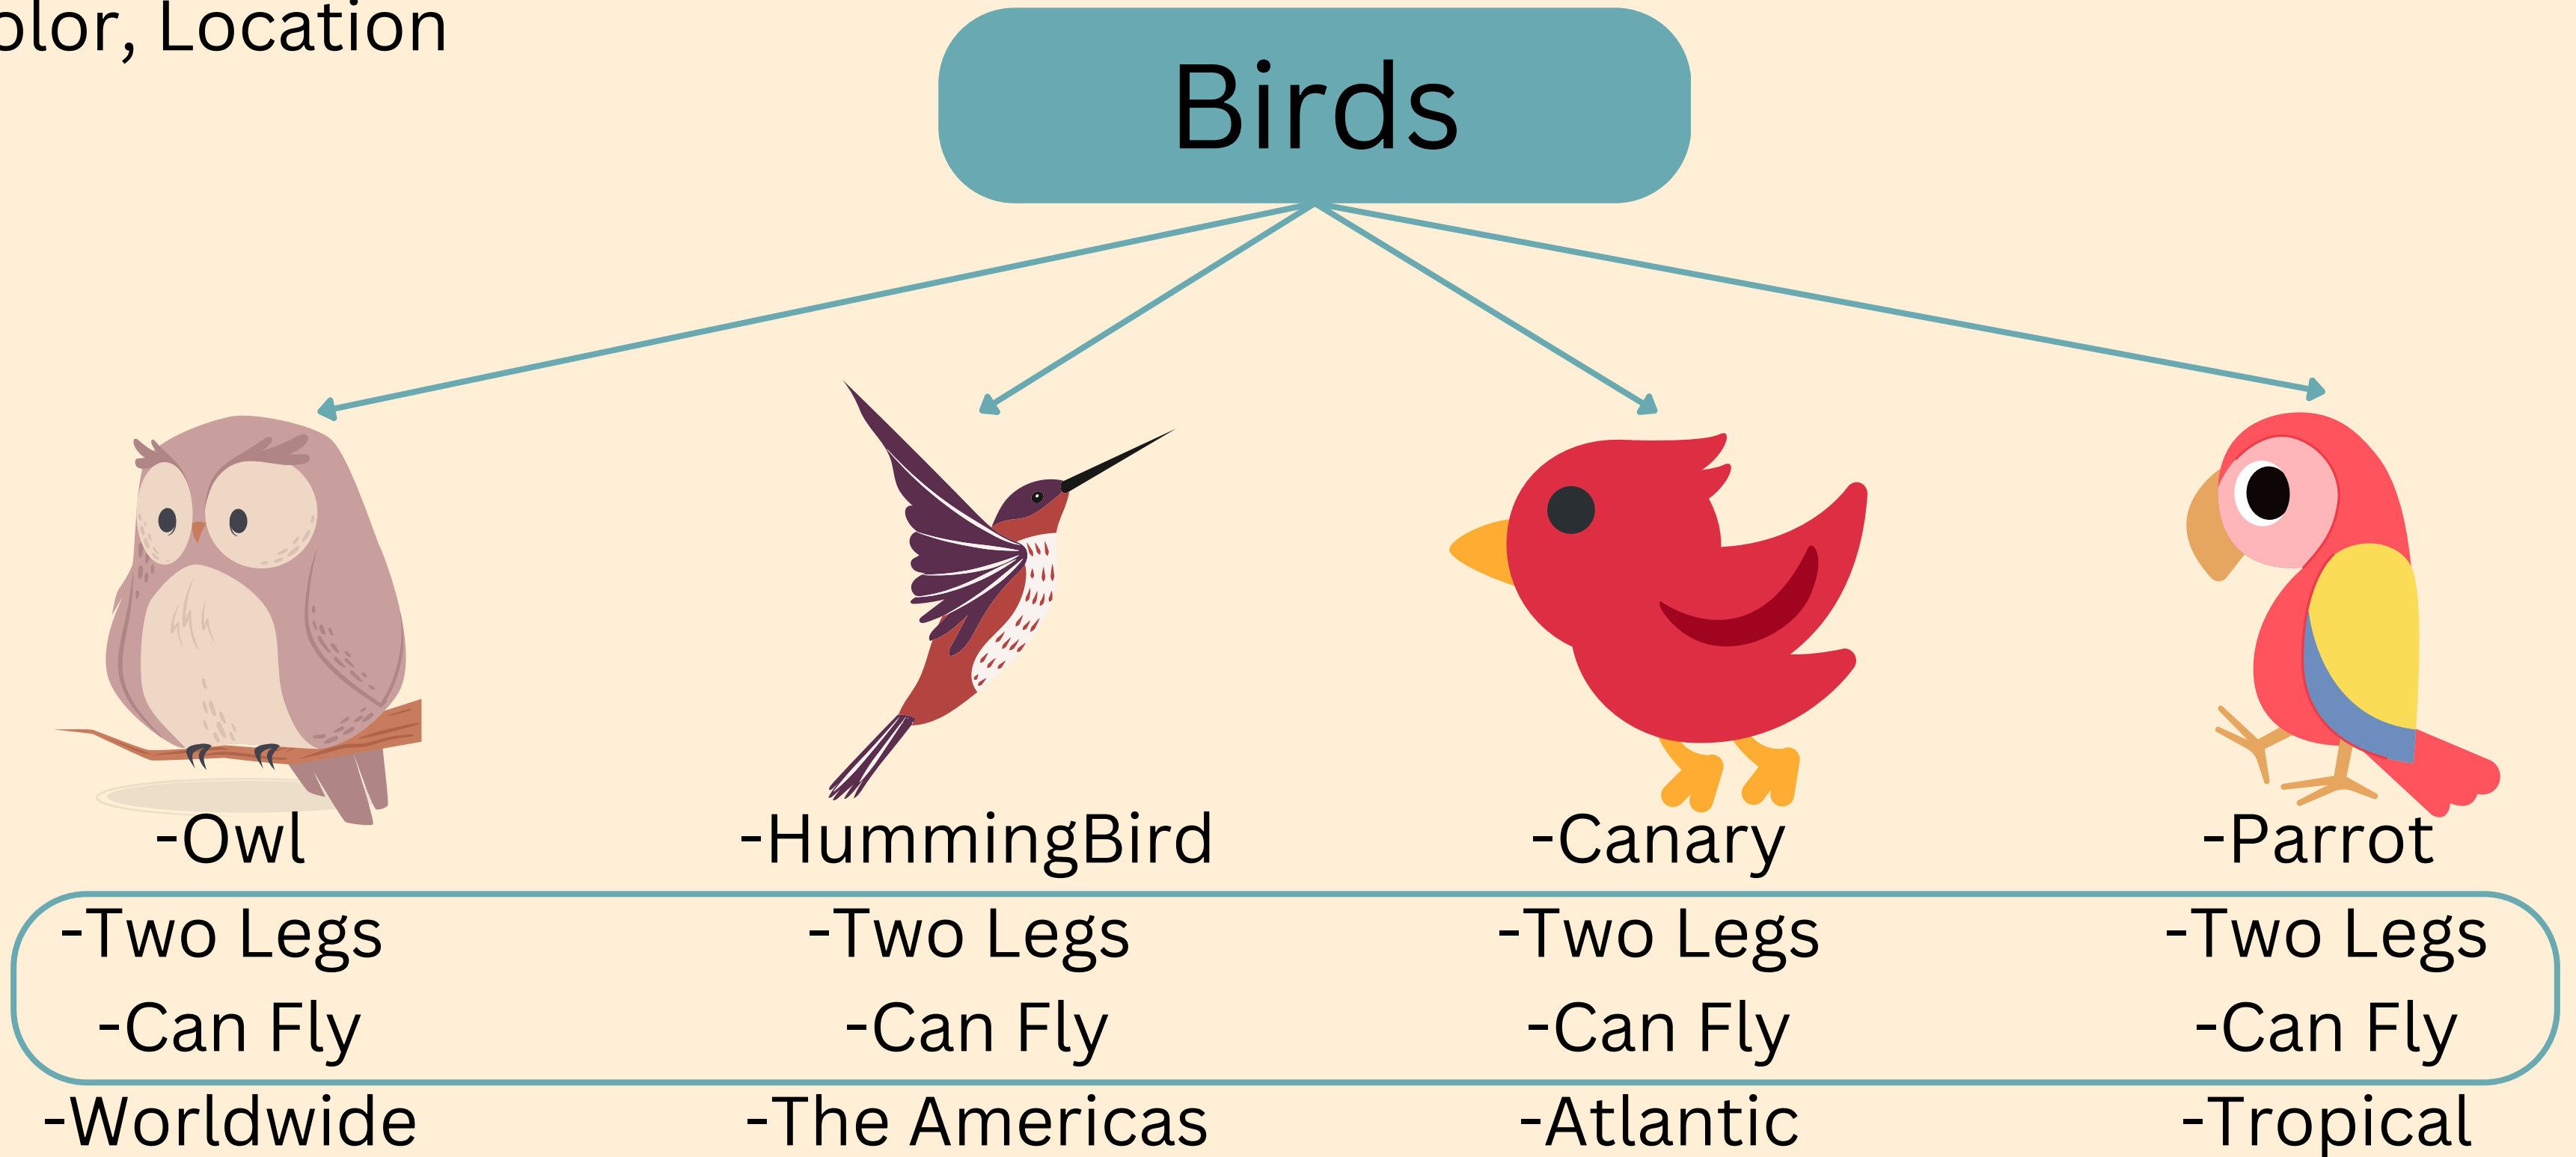 olor, Location
Birds
-Owl
-HummingBird
-Canary
-Parrot
-Two Legs
-Two Legs
-Two Legs
-Two Legs
-Can Fly
-Can Fly
-Can Fly
-Can Fly
-Worldwide
-The Americas
-Atlantic
-Tropical